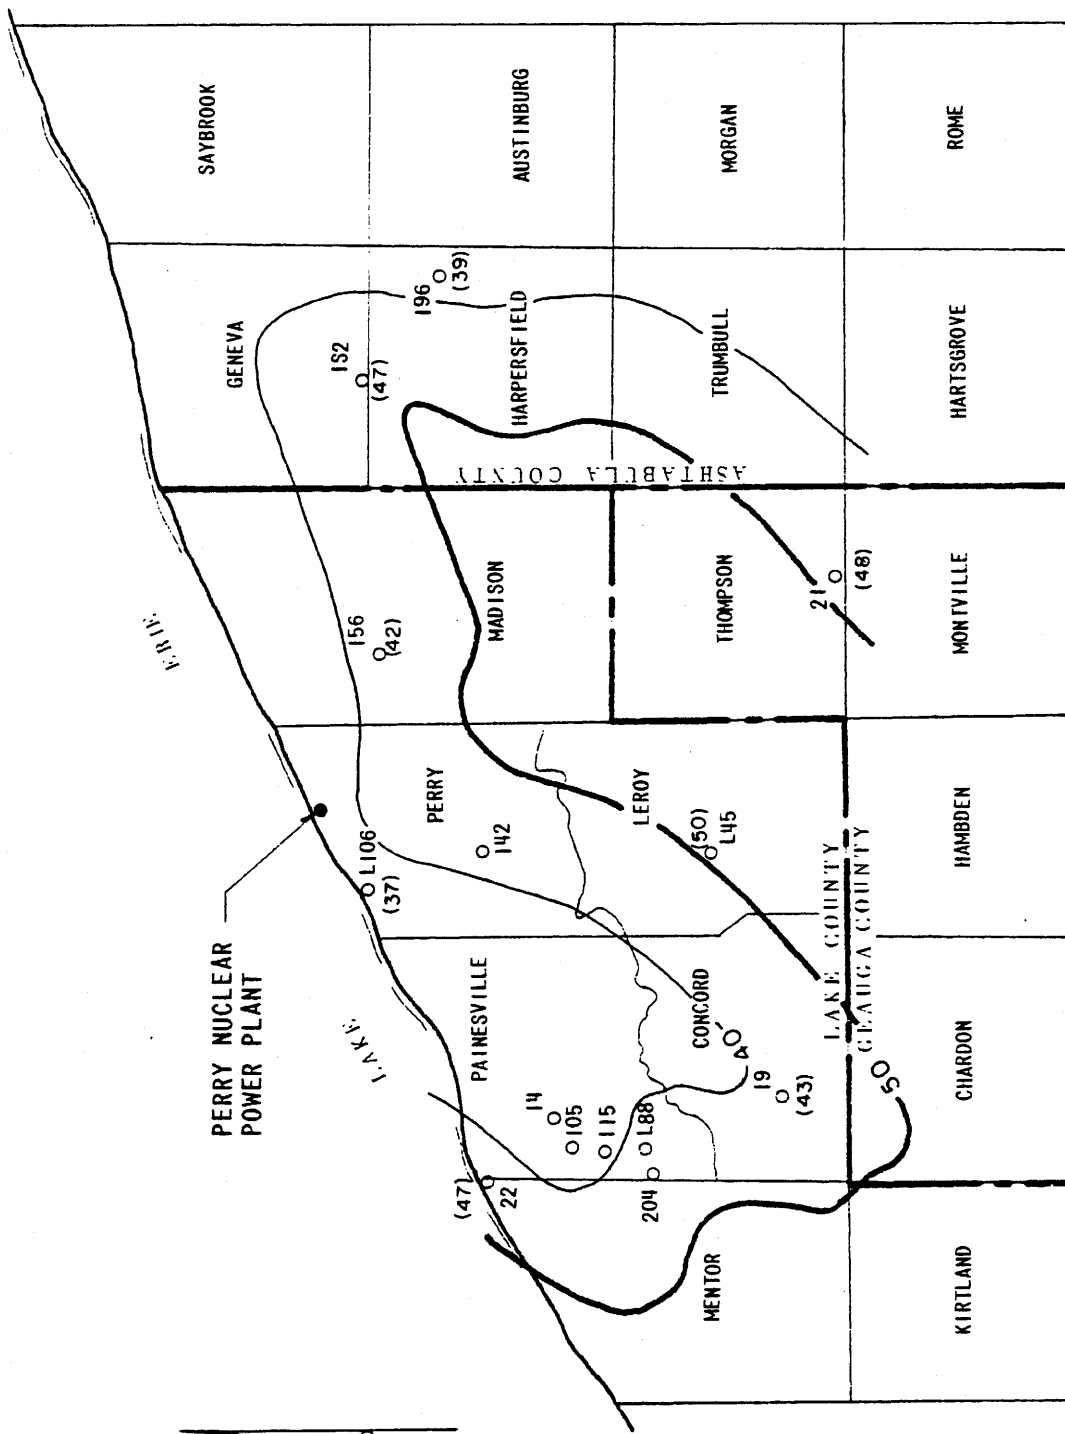 SAYBROOK
AUSTINBURG
MORGAN
ROME
GENEVA
IS2
(47)
196
(39)
HARPERSFIELD
TRUMBULL
HARTSGROVE
ASHTABULA COUNTY
LAKE ERIE
156
(42)
MADISON
THOMPSON
21
(48)
MONTVILLE
PERRY NUCLEAR
POWER PLANT
L106
(37)
PERRY
142
LEROY
(50)
L45
HAMBDEN
LAKE COUNTY
GEAUGA COUNTY
PAINESVILLE
14
105
115
L88
204
CONCORD
40
19
(43)
CHARDON
50
(47)
22
MENTOR
KIRTLAND